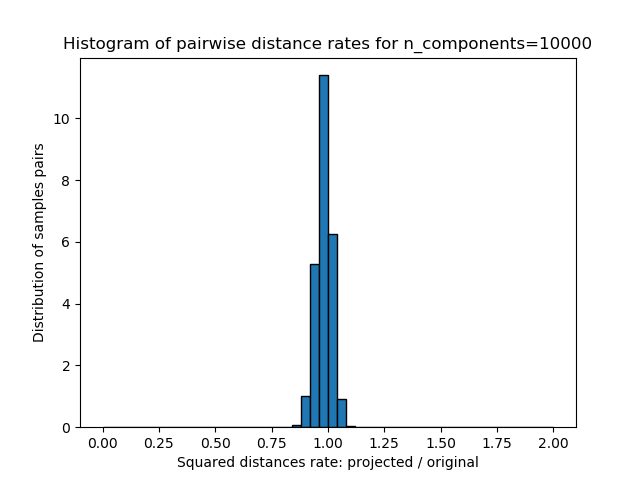 Histogram of pairwise distance rates for n_components=10000
Distribution of samples pairs
10
8
6
4
2
0
0.00 0.25 0.50 0.75 1.00 1.25 1.50 1.75 2.00
Squared distances rate: projected / original